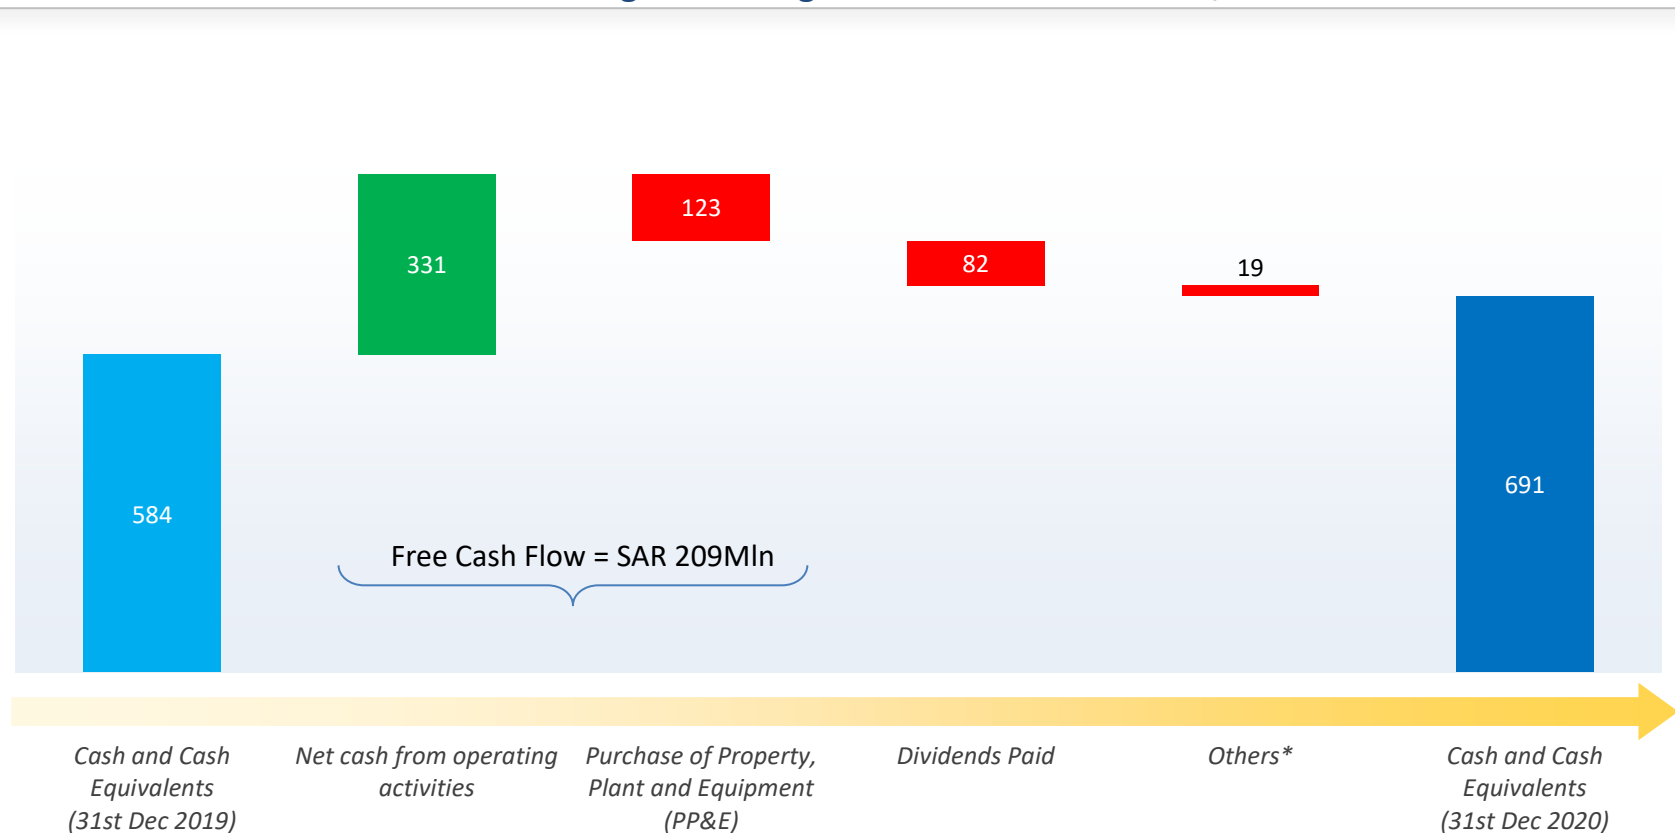 331
123
82
19
584
691
Free Cash Flow = SAR 209Mln
Cash and Cash
Equivalents
(31st Dec 2019)
Net cash from operating
activities
Purchase of Property,
Plant and Equipment
(PP&E)
Dividends Paid
Others*
Cash and Cash
Equivalents
(31st Dec 2020)